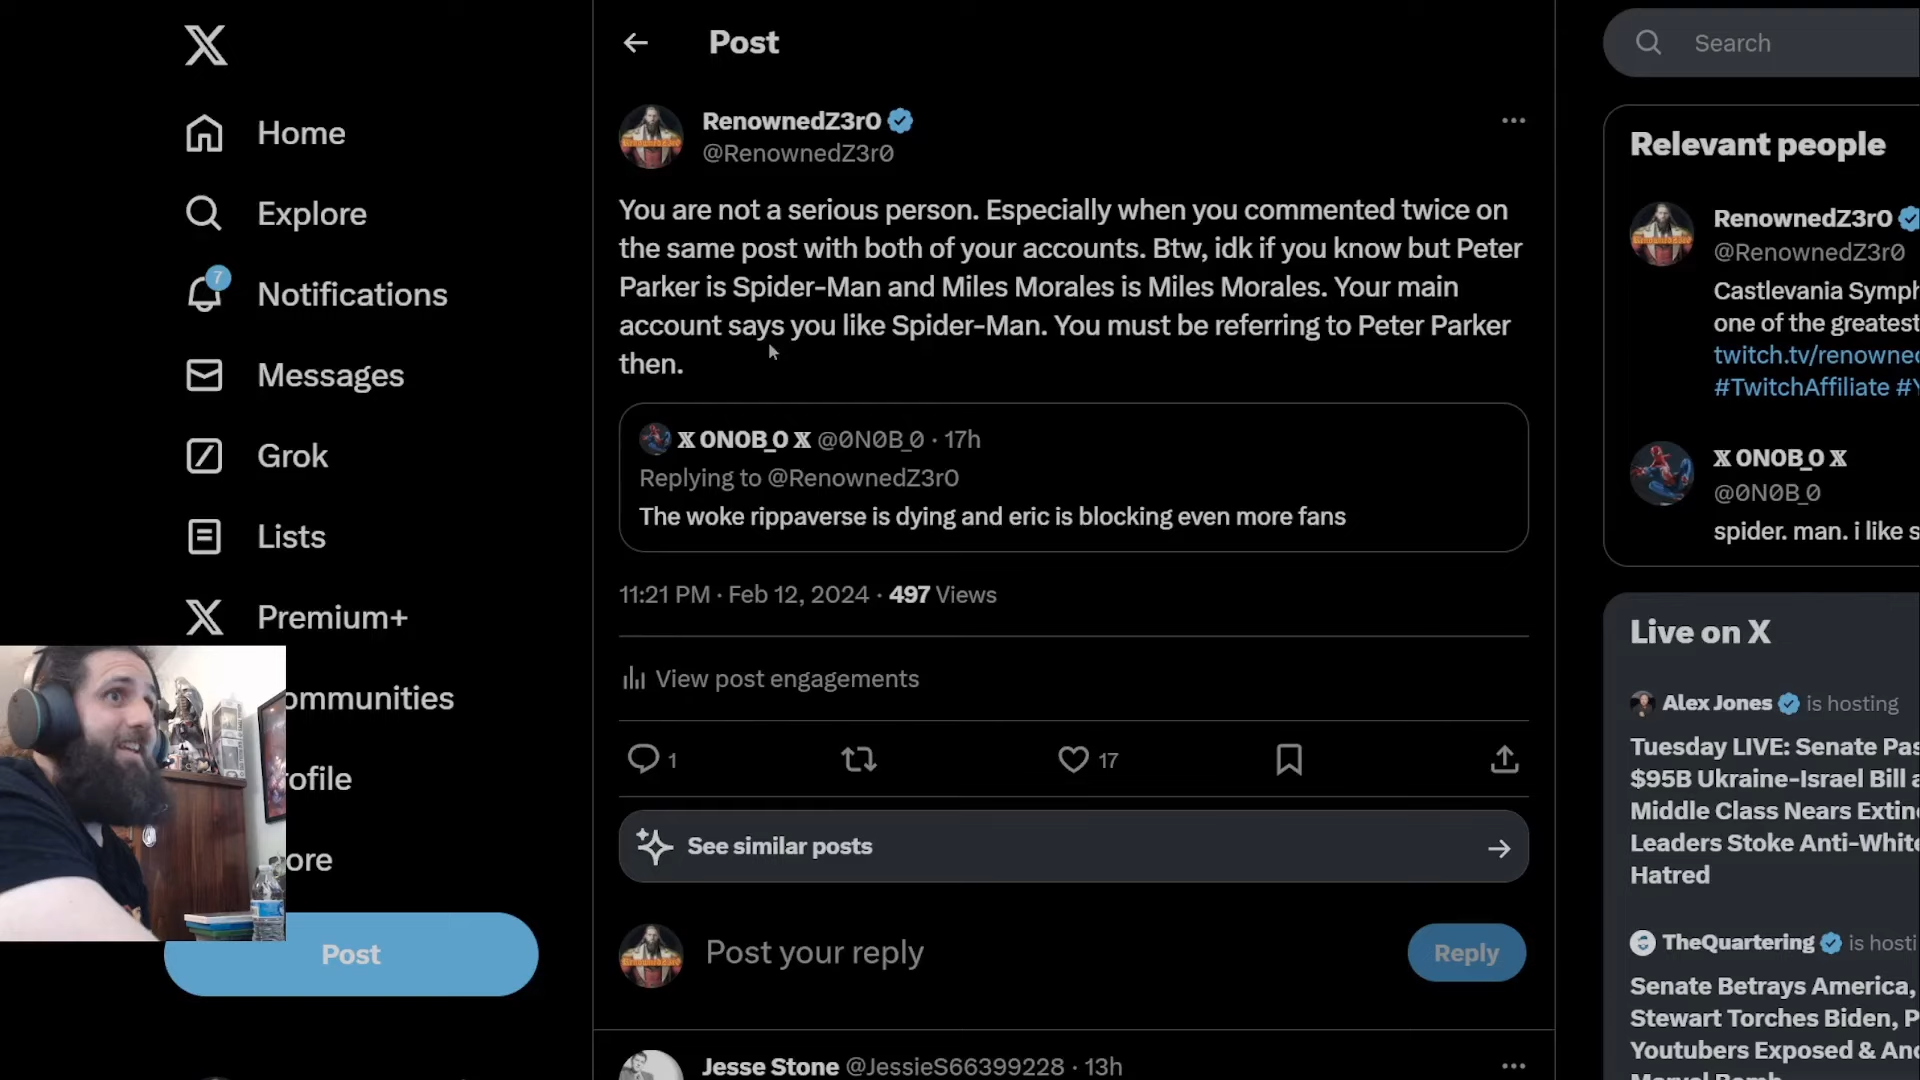 Home
Explore
7
Notifications
Messages
Grok
Lists
Premium+
ommunities
rofile
ore
Post
Post
RenownedZ3rO
@RenownedZ3r0
You are not a serious person. Especially when you commented twice on
the same post with both of your accounts. Btw, idk if you know but Peter
Parker is Spider-Man and Miles Morales is Miles Morales. Your main
account says you like Spider-Man. You must be referring to Peter Parker
then.
𝕏 ONOB_O 𝕏 @0N0B_0 · 17h
Replying to @RenownedZ3r0
The woke rippaverse is dying and eric is blocking even more fans
11:21 PM · Feb 12, 2024 · 497 Views
View post engagements
1
17
See similar posts
Post your reply
Reply
Jesse Stone @JessieS66399228 · 13h
Search
Relevant people
RenownedZ3rO
@RenownedZ3r0
Castlevania Symph
one of the greatest
twitch.tv/renowned
#TwitchAffiliate #Y
𝕏 ONOB_O 𝕏
@0N0B_0
spider. man. i like s
Live on X
Alex Jones is hosting
Tuesday LIVE: Senate Pas
$95B Ukraine-Israel Bill a
Middle Class Nears Extin
Leaders Stoke Anti-White
Hatred
TheQuartering is hosti
Senate Betrays America,
Stewart Torches Biden, P
Youtubers Exposed & Ano
Marvel Bomb